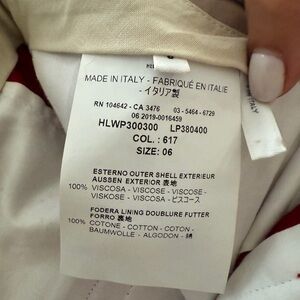 MADE IN ITALY - FABRIQUÉ EN ITALIE
- イタリア製
RN 104642 - CA 3476 03 - 5464 - 6729
06 2019-0016459
HLWP300300 LP380400
COL. : 617
SIZE: 06
ESTERNO OUTER SHELL EXTERIEUR
AUSSEN EXTERIOR 裏地
100% VISCOSA - VISCOSE - VISCOSE -
VISKOSE - VISCOSA - ビスコース
FODERA LINING DOUBLURE FUTTER
FORRO 裏地
100% COTONE - COTTON - COTON -
BAUMWOLLE - ALGODON - 綿
ITALY